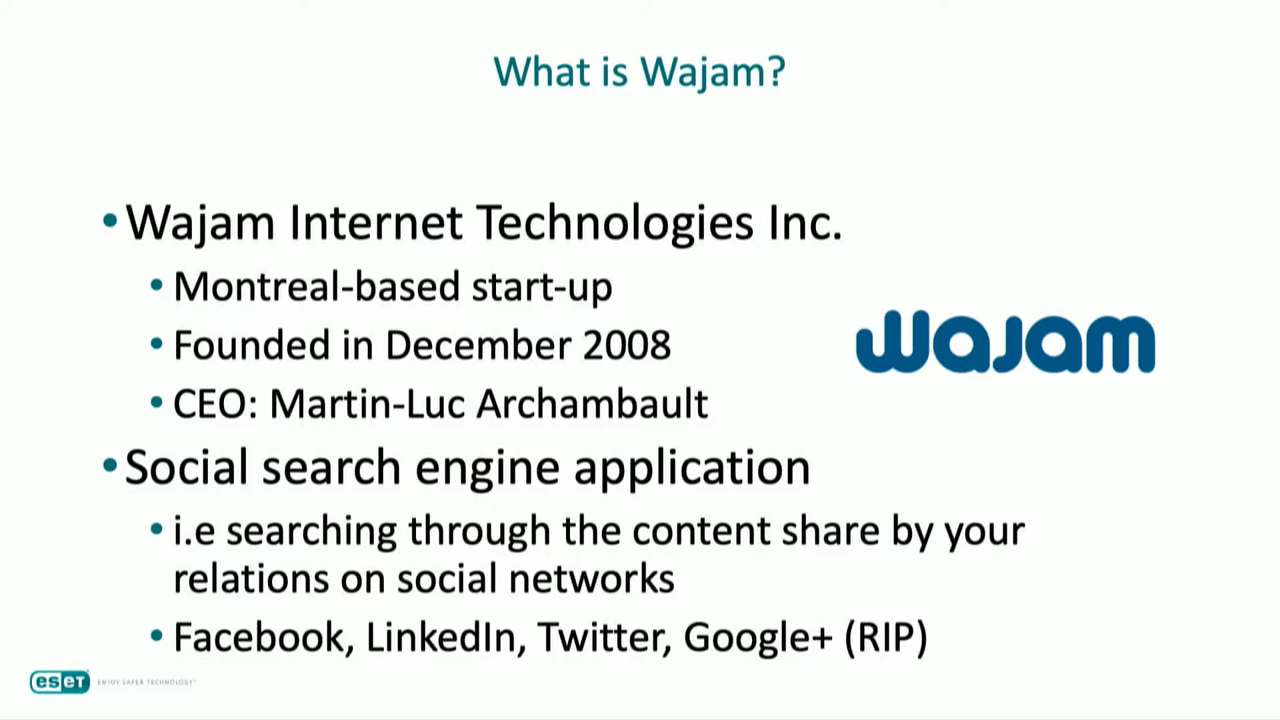 What is Wajam?
• Wajam Internet Technologies Inc.
• Montreal-based start-up
• Founded in December 2008
• CEO: Martin-Luc Archambault
wajam
• Social search engine application
• i.e searching through the content share by your
relations on social networks
• Facebook, LinkedIn, Twitter, Google+ (RIP)
eset ENJOY SAFER TECHNOLOGY™